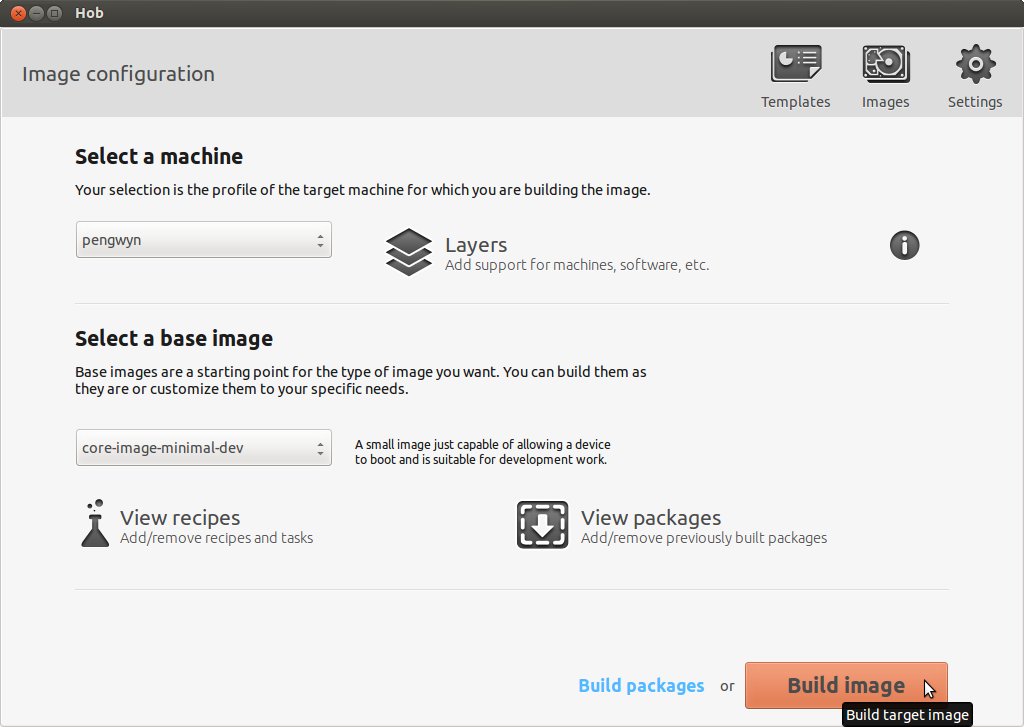 Hob
Image configuration
Templates
Images
Settings
Select a machine
Your selection is the profile of the target machine for which you are building the image.
pengwyn
Layers
Add support for machines, software, etc.
Select a base image
Base images are a starting point for the type of image you want. You can build them as
they are or customize them to your specific needs.
core-image-minimal-dev
A small image just capable of allowing a device
to boot and is suitable for development work.
View recipes
Add/remove recipes and tasks
View packages
Add/remove previously built packages
Build packages or Build image
Build target image